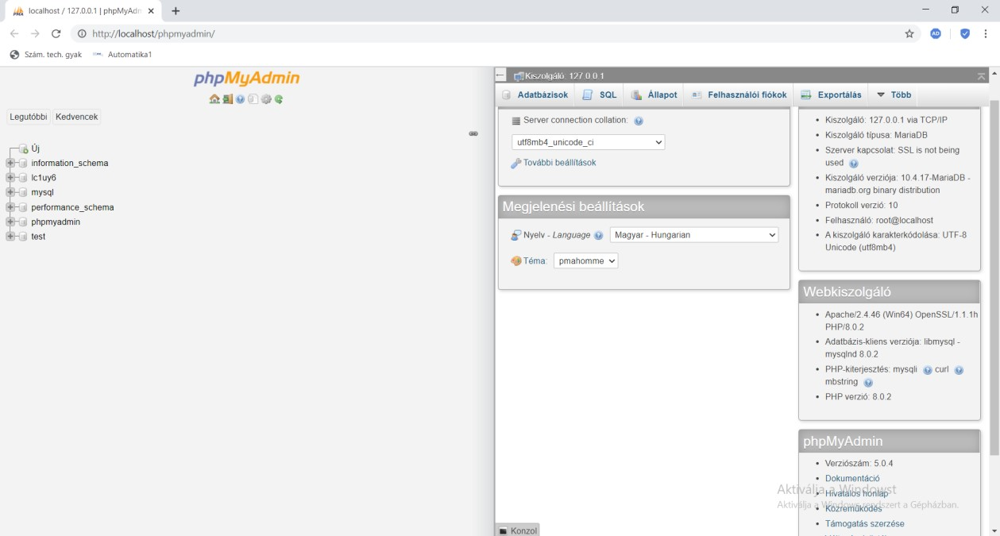 localhost / 127.0.0.1 | phpMyAdm
http://localhost/phpmyadmin/
Szám. tech. gyak
Automatika1
phpMyAdmin
Legutóbbi
Kedvencek
Új
information_schema
lc1uy6
mysql
performance_schema
phpmyadmin
test
Kiszolgáló: 127.0.0.1
Adatbázisok
SQL
Állapot
Felhasználói fiókok
Exportálás
Több
Server connection collation:
utf8mb4_unicode_ci
További beállítások
Megjelenési beállítások
Nyelv - Language
Magyar - Hungarian
Téma:
pmahomme
Konzol
Kiszolgáló: 127.0.0.1 via TCP/IP
Kiszolgáló típusa: MariaDB
Szerver kapcsolat: SSL is not being
used
Kiszolgáló verziója: 10.4.17-MariaDB -
mariadb.org binary distribution
Protokoll verzió: 10
Felhasználó: root@localhost
A kiszolgáló karakterkódolása: UTF-8
Unicode (utf8mb4)
Webkiszolgáló
Apache/2.4.46 (Win64) OpenSSL/1.1.1h
PHP/8.0.2
Adatbázis-kliens verziója: libmysql -
mysqlnd 8.0.2
PHP-kiterjesztés: mysqli curl
mbstring
PHP verzió: 8.0.2
phpMyAdmin
Verziószám: 5.0.4
Dokumentáció
Hivatalos honlap
Közreműködés
Támogatás szerzése
Aktiválja a Windowst
Aktiválja a Windows rendszert a Gépházban.